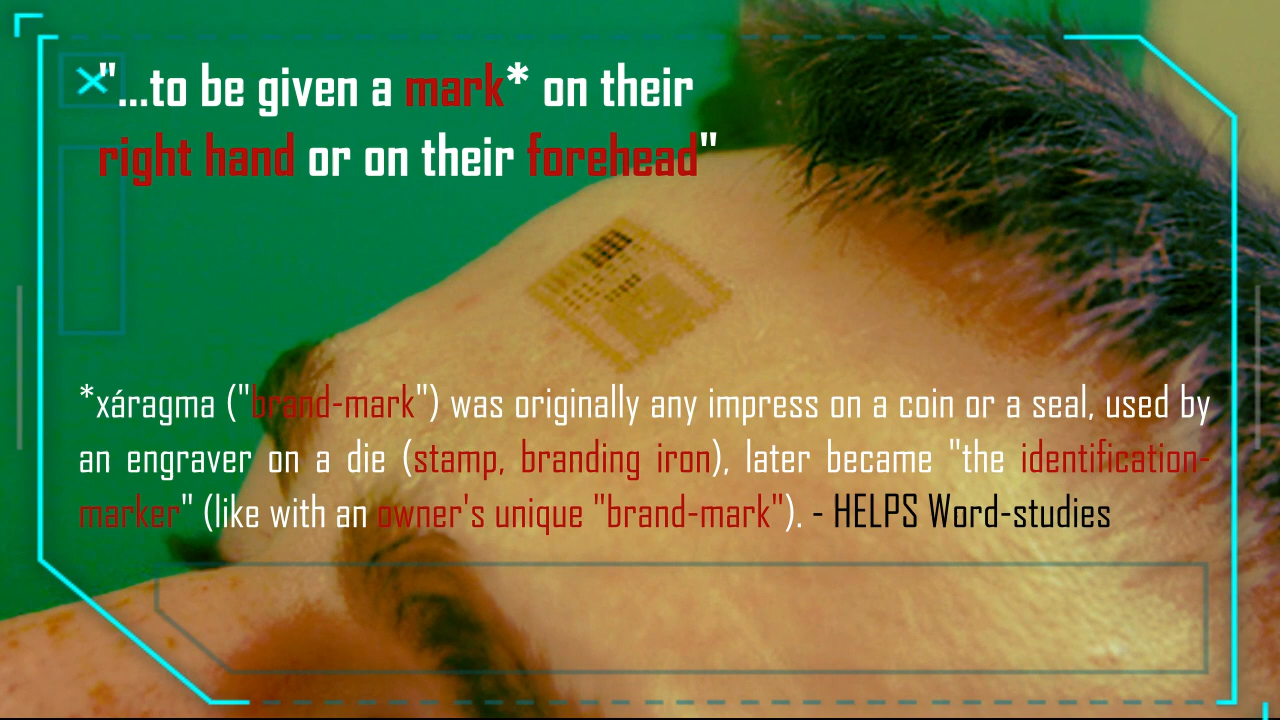 "...to be given a mark* on their
right hand or on their forehead"
*xáragma ("brand-mark") was originally any impress on a coin or a seal, used by
an engraver on a die (stamp, branding iron), later became "the identification-
marker" (like with an owner's unique "brand-mark"). - HELPS Word-studies